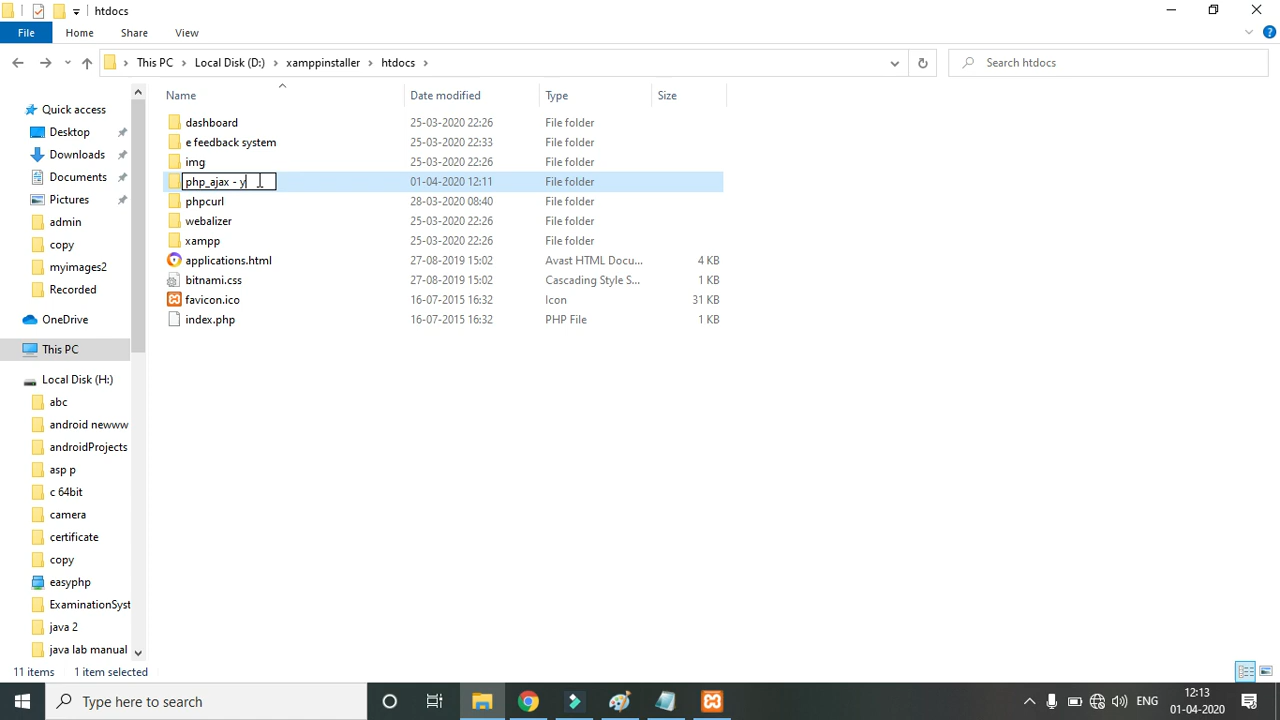 htdocs
File Home Share View
This PC Local Disk (D:) xamppinstaller htdocs
Search htdocs
Name Date modified Type Size
Quick access
Desktop
Downloads
Documents
Pictures
admin
copy
myimages2
Recorded
OneDrive
This PC
Local Disk (H:)
abc
android newww
androidProjects
asp p
c 64bit
camera
certificate
copy
easyphp
ExaminationSyst
java 2
java lab manual
dashboard 25-03-2020 22:26 File folder
e feedback system 25-03-2020 22:33 File folder
img 25-03-2020 22:26 File folder
php_ajax - y 01-04-2020 12:11 File folder
phpcurl 28-03-2020 08:40 File folder
webalizer 25-03-2020 22:26 File folder
xampp 25-03-2020 22:26 File folder
applications.html 27-08-2019 15:02 Avast HTML Docu... 4 KB
bitnami.css 27-08-2019 15:02 Cascading Style S... 1 KB
favicon.ico 16-07-2015 16:32 Icon 31 KB
index.php 16-07-2015 16:32 PHP File 1 KB
11 items 1 item selected
Type here to search
ENG
12:13
01-04-2020